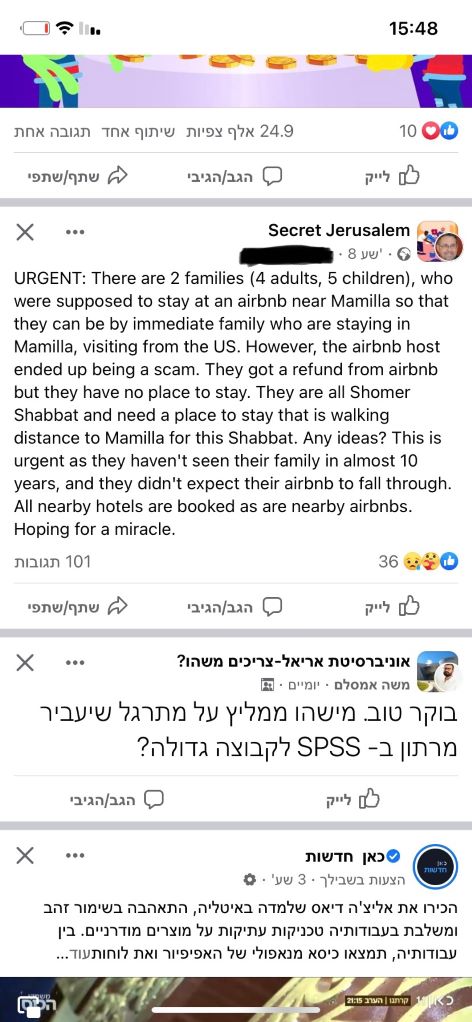 15:48
10
24.9 אלף צפיות שיתוף אחד תגובה אחת
לייק
הגב/הגיבי
שתף/שתפי
Secret Jerusalem
8 שע' ·
URGENT: There are 2 families (4 adults, 5 children), who
were supposed to stay at an airbnb near Mamilla so that
they can be by immediate family who are staying in
Mamilla, visiting from the US. However, the airbnb host
ended up being a scam. They got a refund from airbnb
but they have no place to stay. They are all Shomer
Shabbat and need a place to stay that is walking
distance to Mamilla for this Shabbat. Any ideas? This is
urgent as they haven't seen their family in almost 10
years, and they didn't expect their airbnb to fall through.
All nearby hotels are booked as are nearby airbnbs.
Hoping for a miracle.
36
101 תגובות
לייק
הגב/הגיבי
שתף/שתפי
אוניברסיטת אריאל-צריכים משהו?
משה אמסלם · יומיים ·
בוקר טוב. מישהו ממליץ על מתרגל שיעביר
מרתון ב- SPSS לקבוצה גדולה?
לייק
הגב/הגיבי
כאן חדשות
הצעות בשבילך · 3 שע' ·
הכירו את אליצ'ה דיאס שלמדה באיטליה, התאהבה בשימור זהב
ומשלבת בעבודותיה טכניקות עתיקות על מוצרים מודרניים. בין
עבודותיה, תמצאו כיסא מנאפולי של האפיפיור ואת לוחות...עוד
כאן 11
קרתגו | הערב 21:15